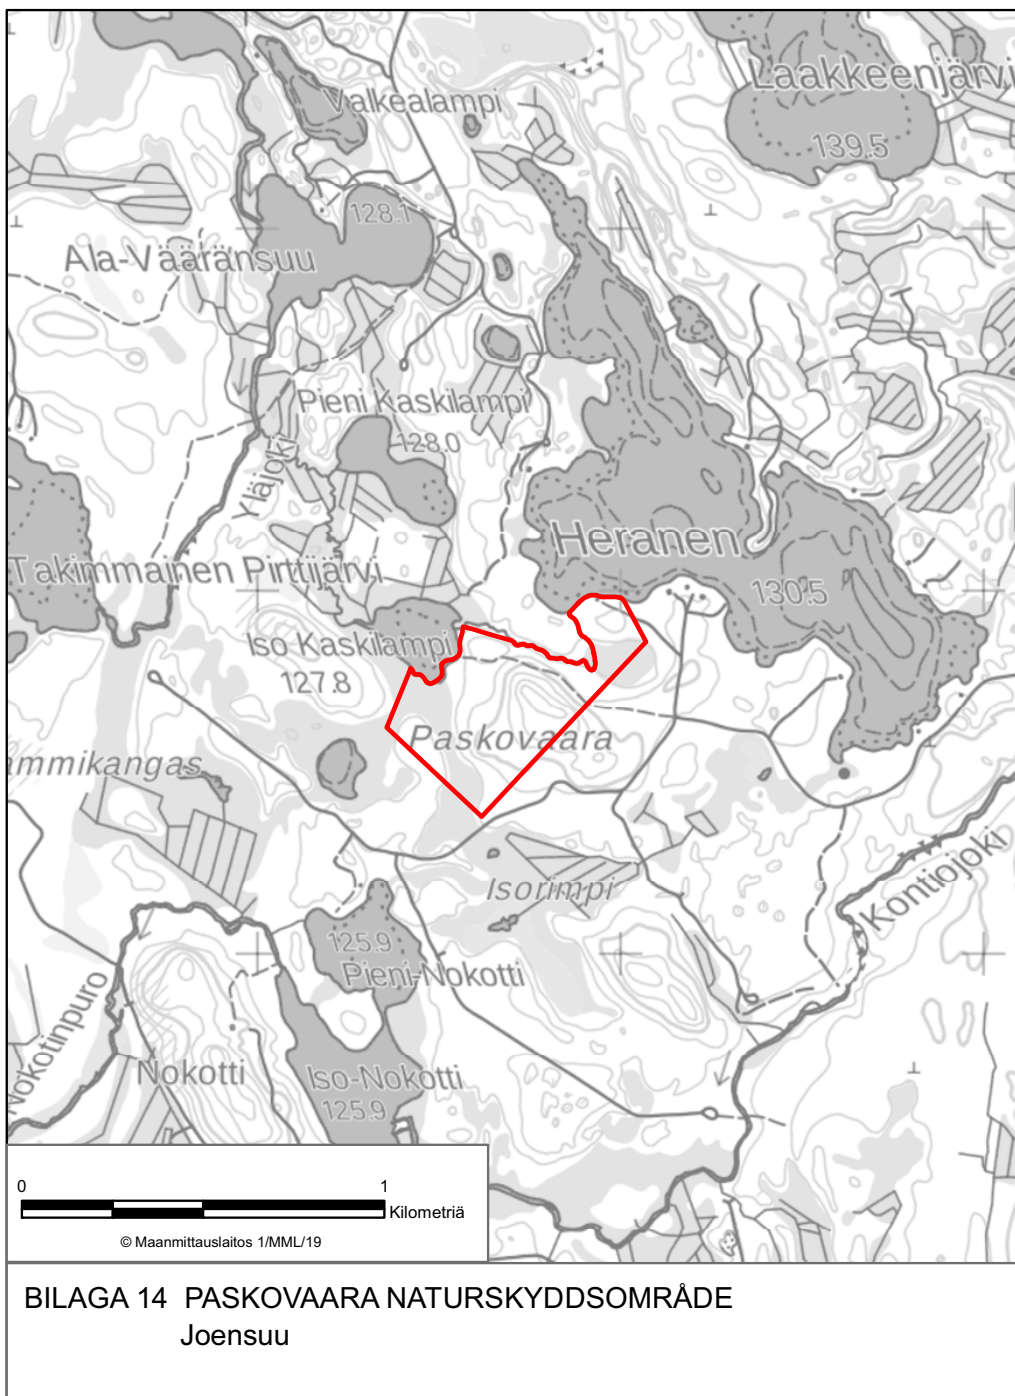 Laakkeenjärvi
Valkealampi
139.5
128.1
Ala-Vääränsuu
Pieni Kaskilampi
128.0
Yläjoki
Heranen
Takimmainen Pirttijärvi
130.5
Iso-Kaskilampi
127.8
Paskovaara
ammikangas
Isorimpi
Kontiojoki
125.9
Pieni-Nokotti
Nokotinpuro
Nokotti
Iso-Nokotti
125.9
0 1
Kilometriä
© Maanmittauslaitos 1/MML/19
BILAGA 14 PASKOVAARA NATURSKYDDSOMRÅDE
Joensuu